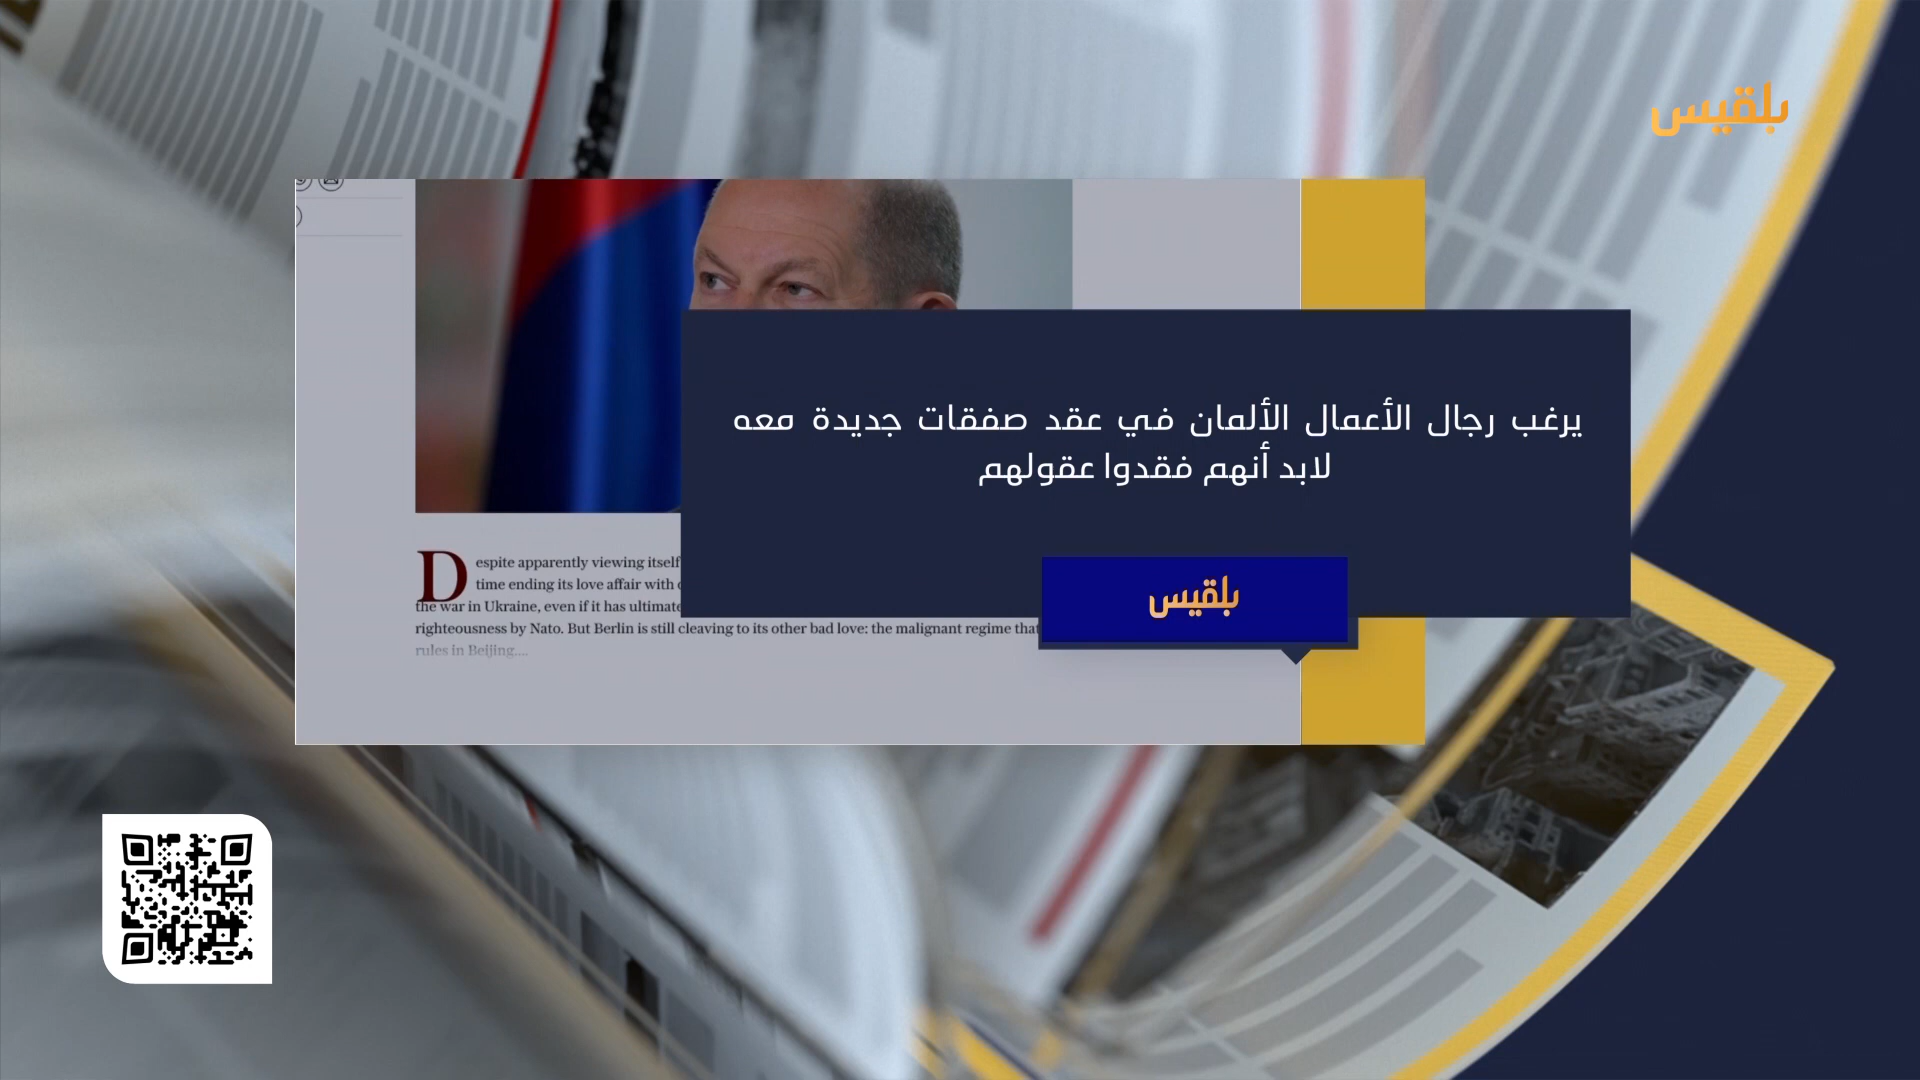 بلقيس
يرغب رجال الأعمال الألمان في عقد صفقات جديدة معه
لابد أنهم فقدوا عقولهم
بلقيس
Despite apparently viewing itself
time ending its love affair with
the war in Ukraine, even if it has ultimate
righteousness by Nato. But Berlin is still cleaving to its other bad love: the malignant regime that
rules in Beijing....